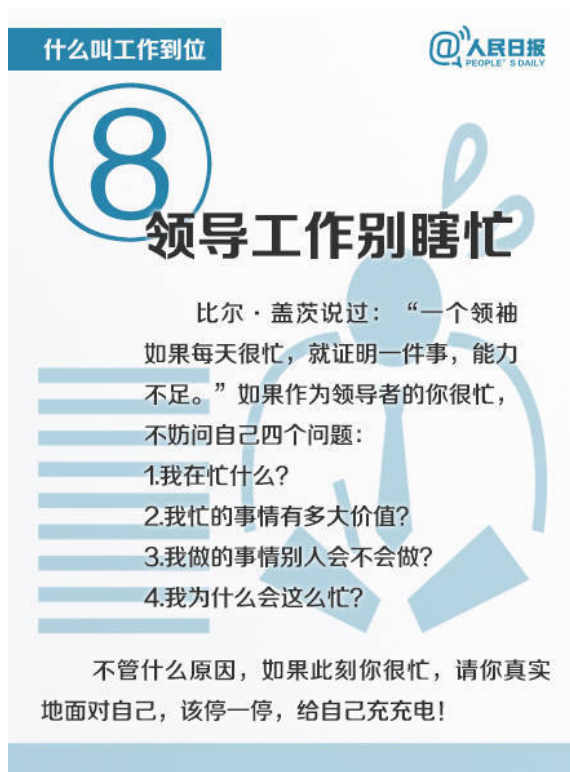 什么叫工作到位
@人民日报
PEOPLE'S DAILY
8
领导工作别瞎忙
比尔·盖茨说过：“一个领袖
如果每天很忙，就证明一件事，能力
不足。”如果作为领导者的你很忙，
不妨问自己四个问题：
1.我在忙什么？
2.我忙的事情有多大价值？
3.我做的事情别人会不会做？
4.我为什么会这么忙？
不管什么原因，如果此刻你很忙，请你真实
地面对自己，该停一停，给自己充充电！